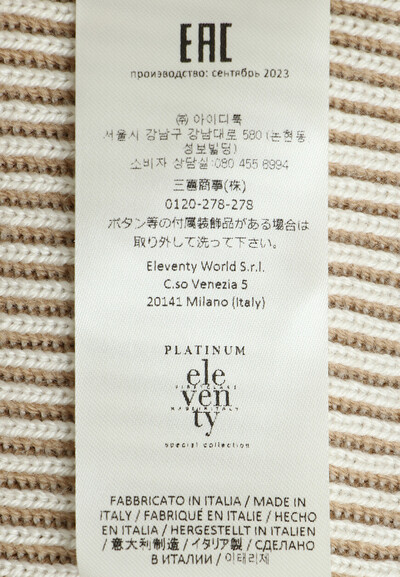 EAC
производство: сентябрь 2023
㈜ 아이디룩
서울시 강남구 강남대로 580 (논현동
성보빌딩)
소비자 상담실:080 455 6994
三喜商事(株)
0120-278-278
ボタン等の付属装飾品がある場合は
取り外して洗って下さい。
Eleventy World S.r.l.
C.so Venezia 5
20141 Milano (Italy)
PLATINUM
ele
ven
MADE IN ITALY
ty
special collection
FABBRICATO IN ITALIA / MADE IN
ITALY / FABRIQUÉ EN ITALIE / HECHO
EN ITALIA / HERGESTELLT IN ITALIEN
/ 意大利制造 / イタリア製 / СДЕЛАНО
В ИТАЛИИ / 이태리제